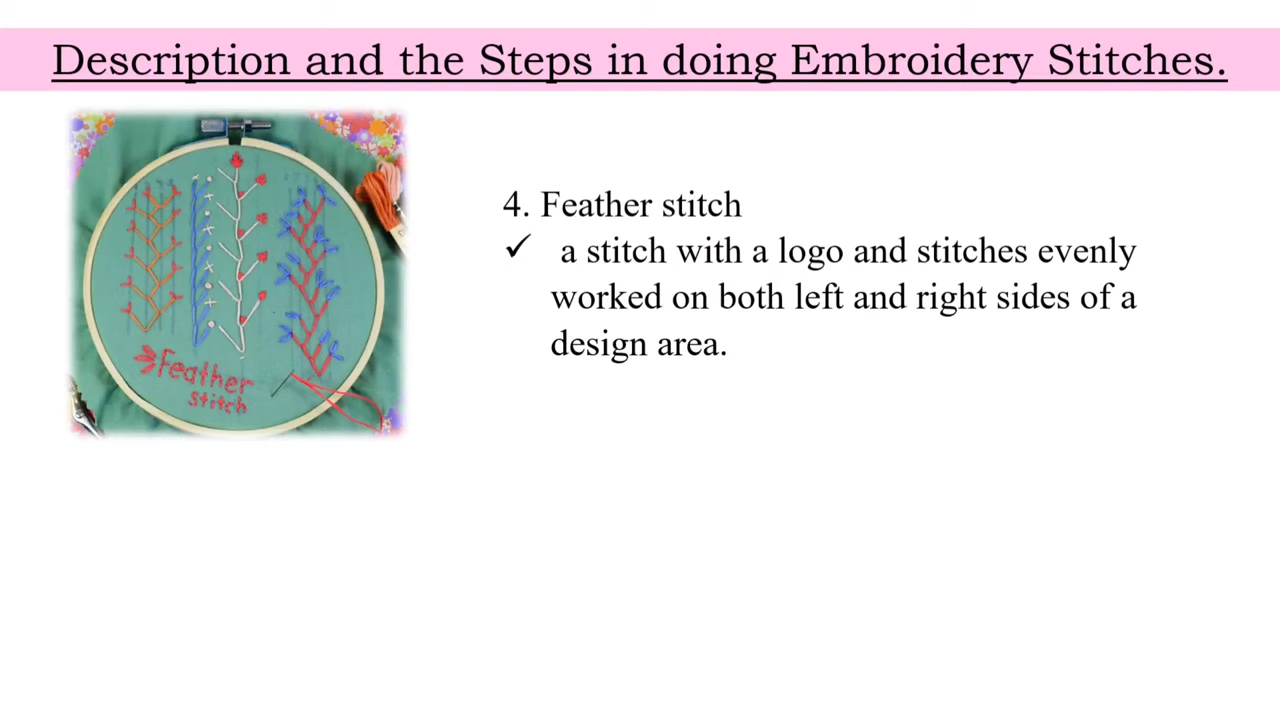 Description and the Steps in doing Embroidery Stitches.
4. Feather stitch
✓ a stitch with a logo and stitches evenly
worked on both left and right sides of a
design area.
Feather
stitch